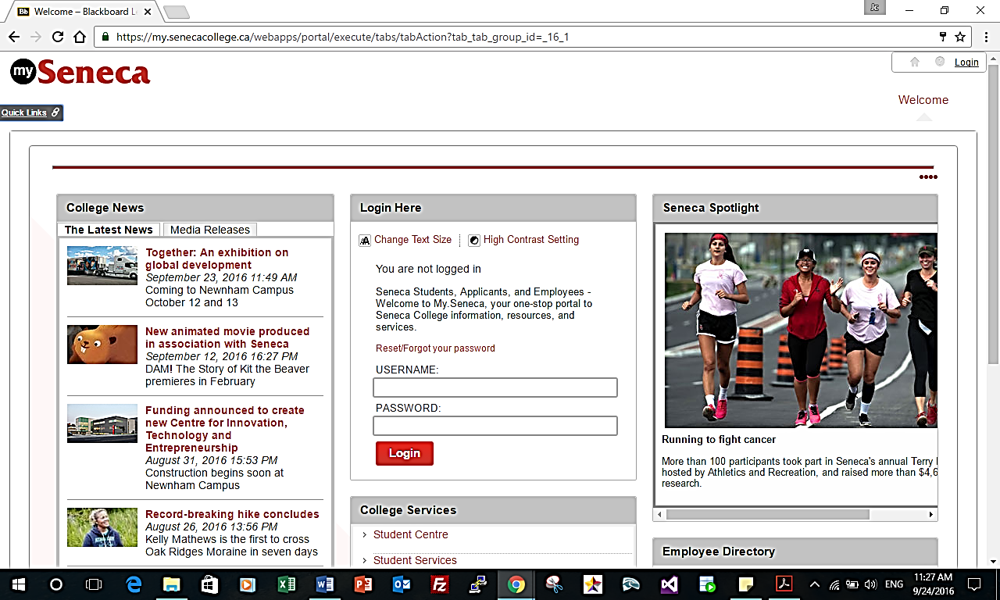 Welcome – Blackboard L
Jc
https://my.senecacollege.ca/webapps/portal/execute/tabs/tabAction?tab_tab_group_id=_16_1
my Seneca
Login
Welcome
Quick Links
College News
The Latest News
Media Releases
Together: An exhibition on
global development
September 23, 2016 11:49 AM
Coming to Newnham Campus
October 12 and 13
New animated movie produced
in association with Seneca
September 12, 2016 16:27 PM
DAM! The Story of Kit the Beaver
premieres in February
Funding announced to create
new Centre for Innovation,
Technology and
Entrepreneurship
August 31, 2016 15:53 PM
Construction begins soon at
Newnham Campus
Record-breaking hike concludes
August 26, 2016 13:56 PM
Kelly Mathews is the first to cross
Oak Ridges Moraine in seven days
Login Here
Change Text Size
High Contrast Setting
You are not logged in
Seneca Students, Applicants, and Employees -
Welcome to My.Seneca, your one-stop portal to
Seneca College information, resources, and
services.
Reset/Forgot your password
USERNAME:
PASSWORD:
Login
College Services
Student Centre
Student Services
Seneca Spotlight
Running to fight cancer
More than 100 participants took part in Seneca's annual Terry
hosted by Athletics and Recreation, and raised more than $4,6
research.
Employee Directory
ENG
11:27 AM
9/24/2016